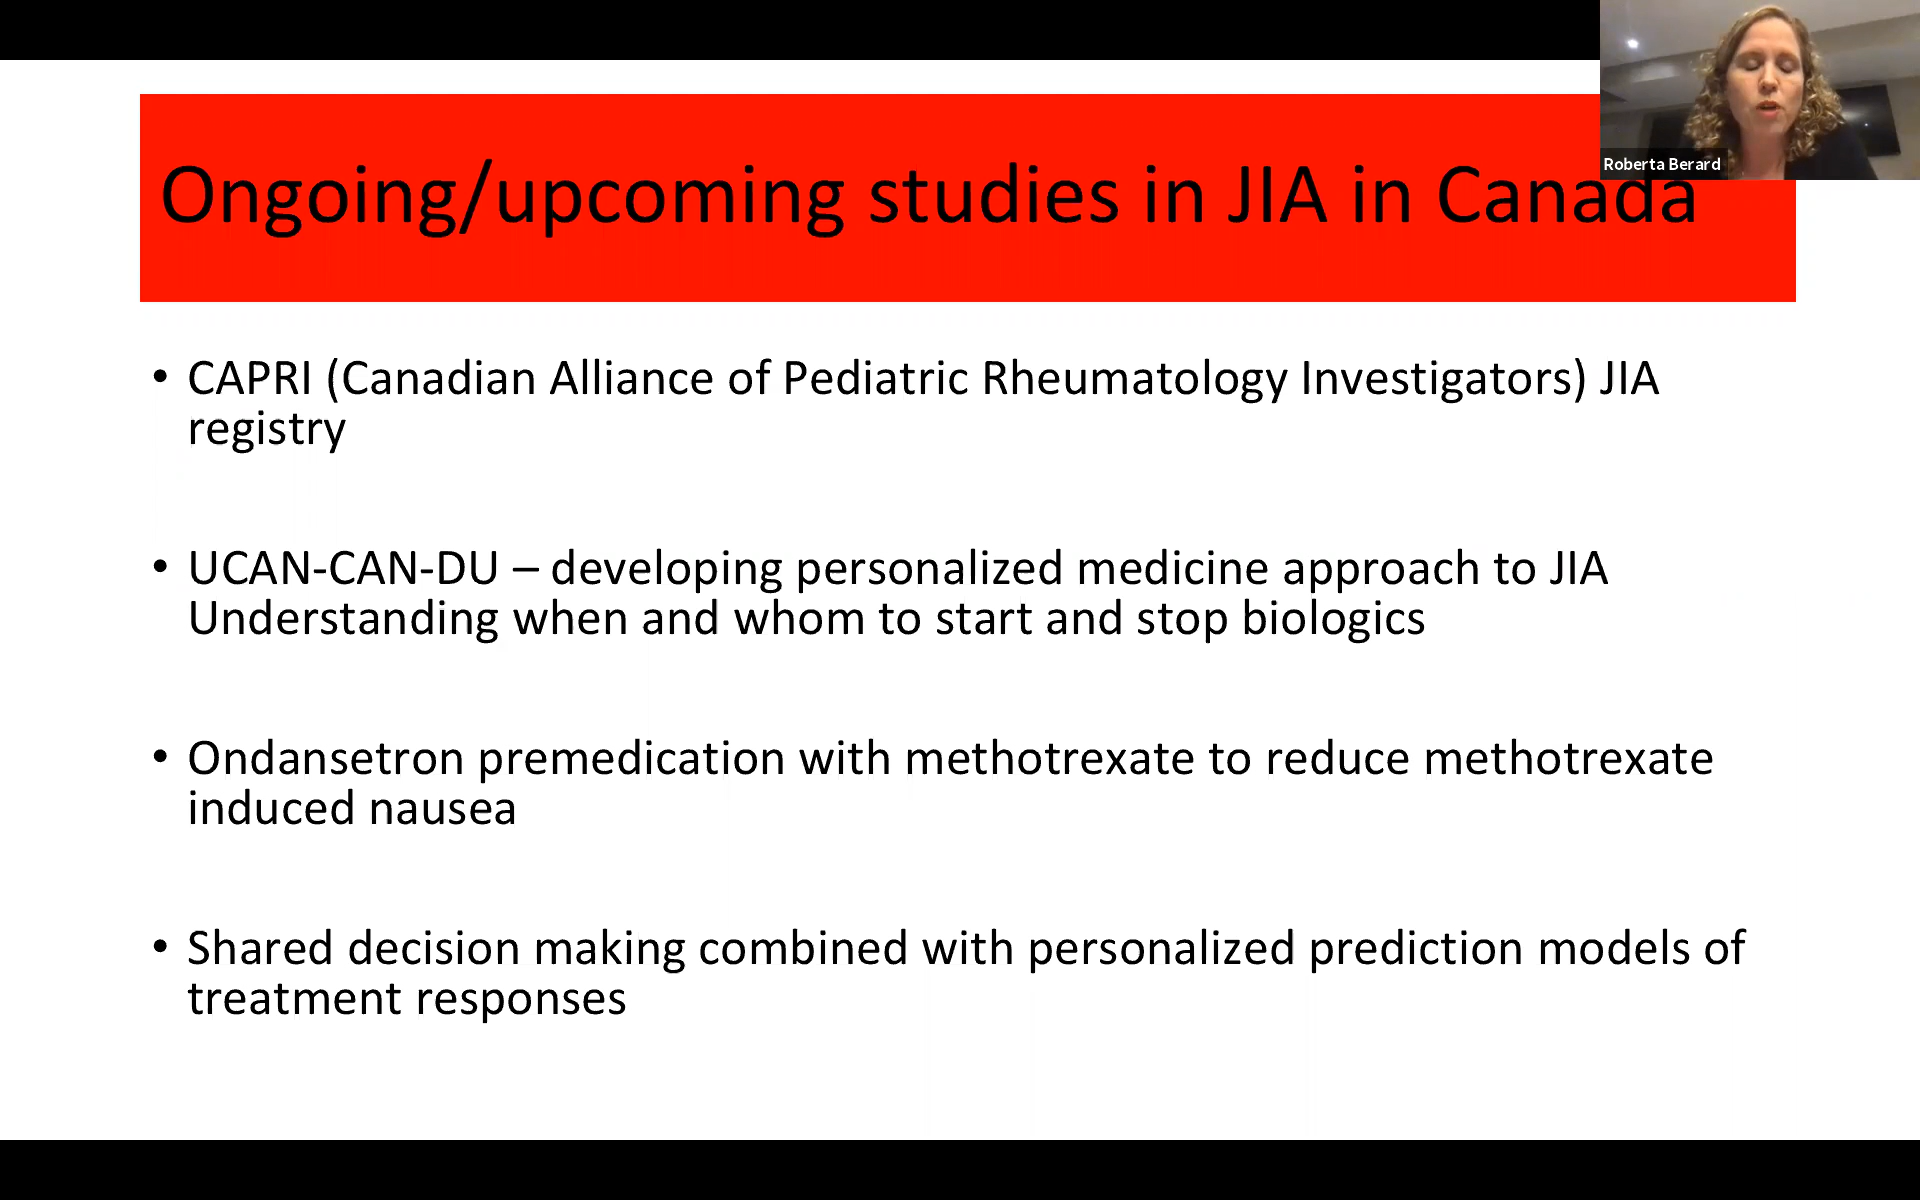 Ongoing/upcoming studies in JIA in Canada
Roberta Berard
• CAPRI (Canadian Alliance of Pediatric Rheumatology Investigators) JIA
registry
• UCAN-CAN-DU – developing personalized medicine approach to JIA
Understanding when and whom to start and stop biologics
• Ondansetron premedication with methotrexate to reduce methotrexate
induced nausea
• Shared decision making combined with personalized prediction models of
treatment responses